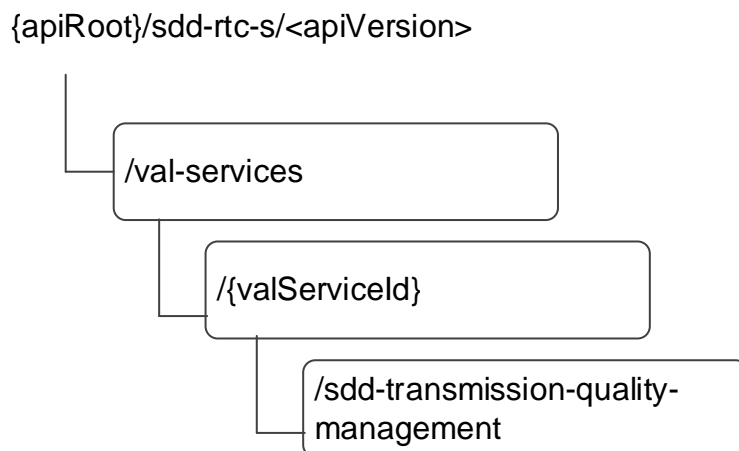 {apiRoot}/sdd-rtc-s/<apiVersion>
/val-services
/{valServiceId}
/sdd-transmission-quality-
management